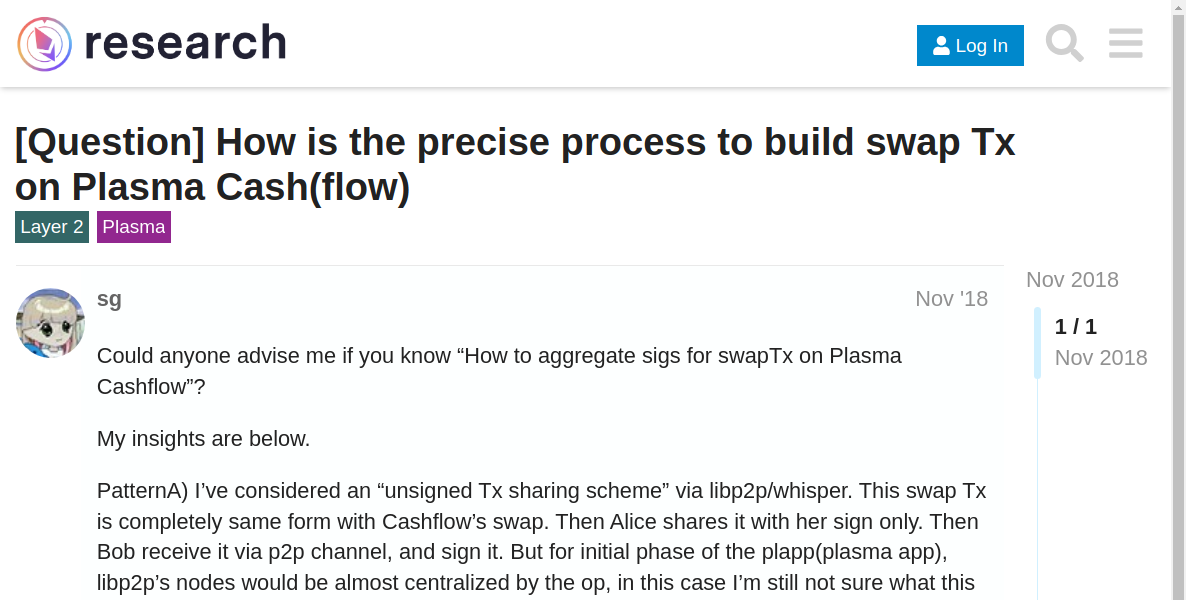 research
Log In
[Question] How is the precise process to build swap Tx
on Plasma Cash(flow)
Layer 2 Plasma
sg
Nov '18
Nov 2018
1 / 1
Nov 2018
Could anyone advise me if you know “How to aggregate sigs for swapTx on Plasma
Cashflow”?
My insights are below.
PatternA) I’ve considered an “unsigned Tx sharing scheme” via libp2p/whisper. This swap Tx
is completely same form with Cashflow’s swap. Then Alice shares it with her sign only. Then
Bob receive it via p2p channel, and sign it. But for initial phase of the plapp(plasma app),
libp2p’s nodes would be almost centralized by the op, in this case I’m still not sure what this